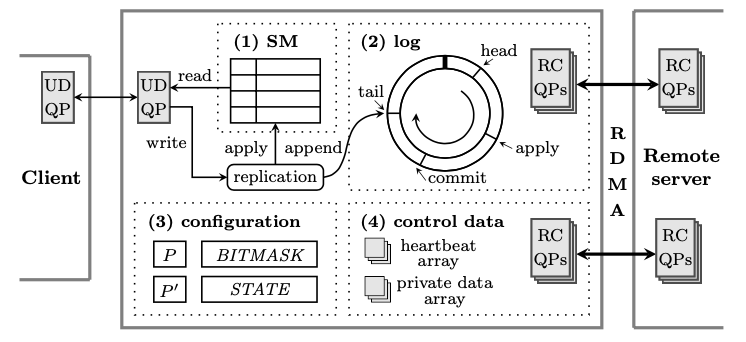 Client
UD
QP
UD
QP
read
write
(1) SM
apply
append
replication
(2) log
head
tail
apply
commit
RC
QPs
(3) configuration
P
BITMASK
P′
STATE
(4) control data
heartbeat
array
private data
array
RC
QPs
R
D
M
A
RC
QPs
Remote
server
RC
QPs